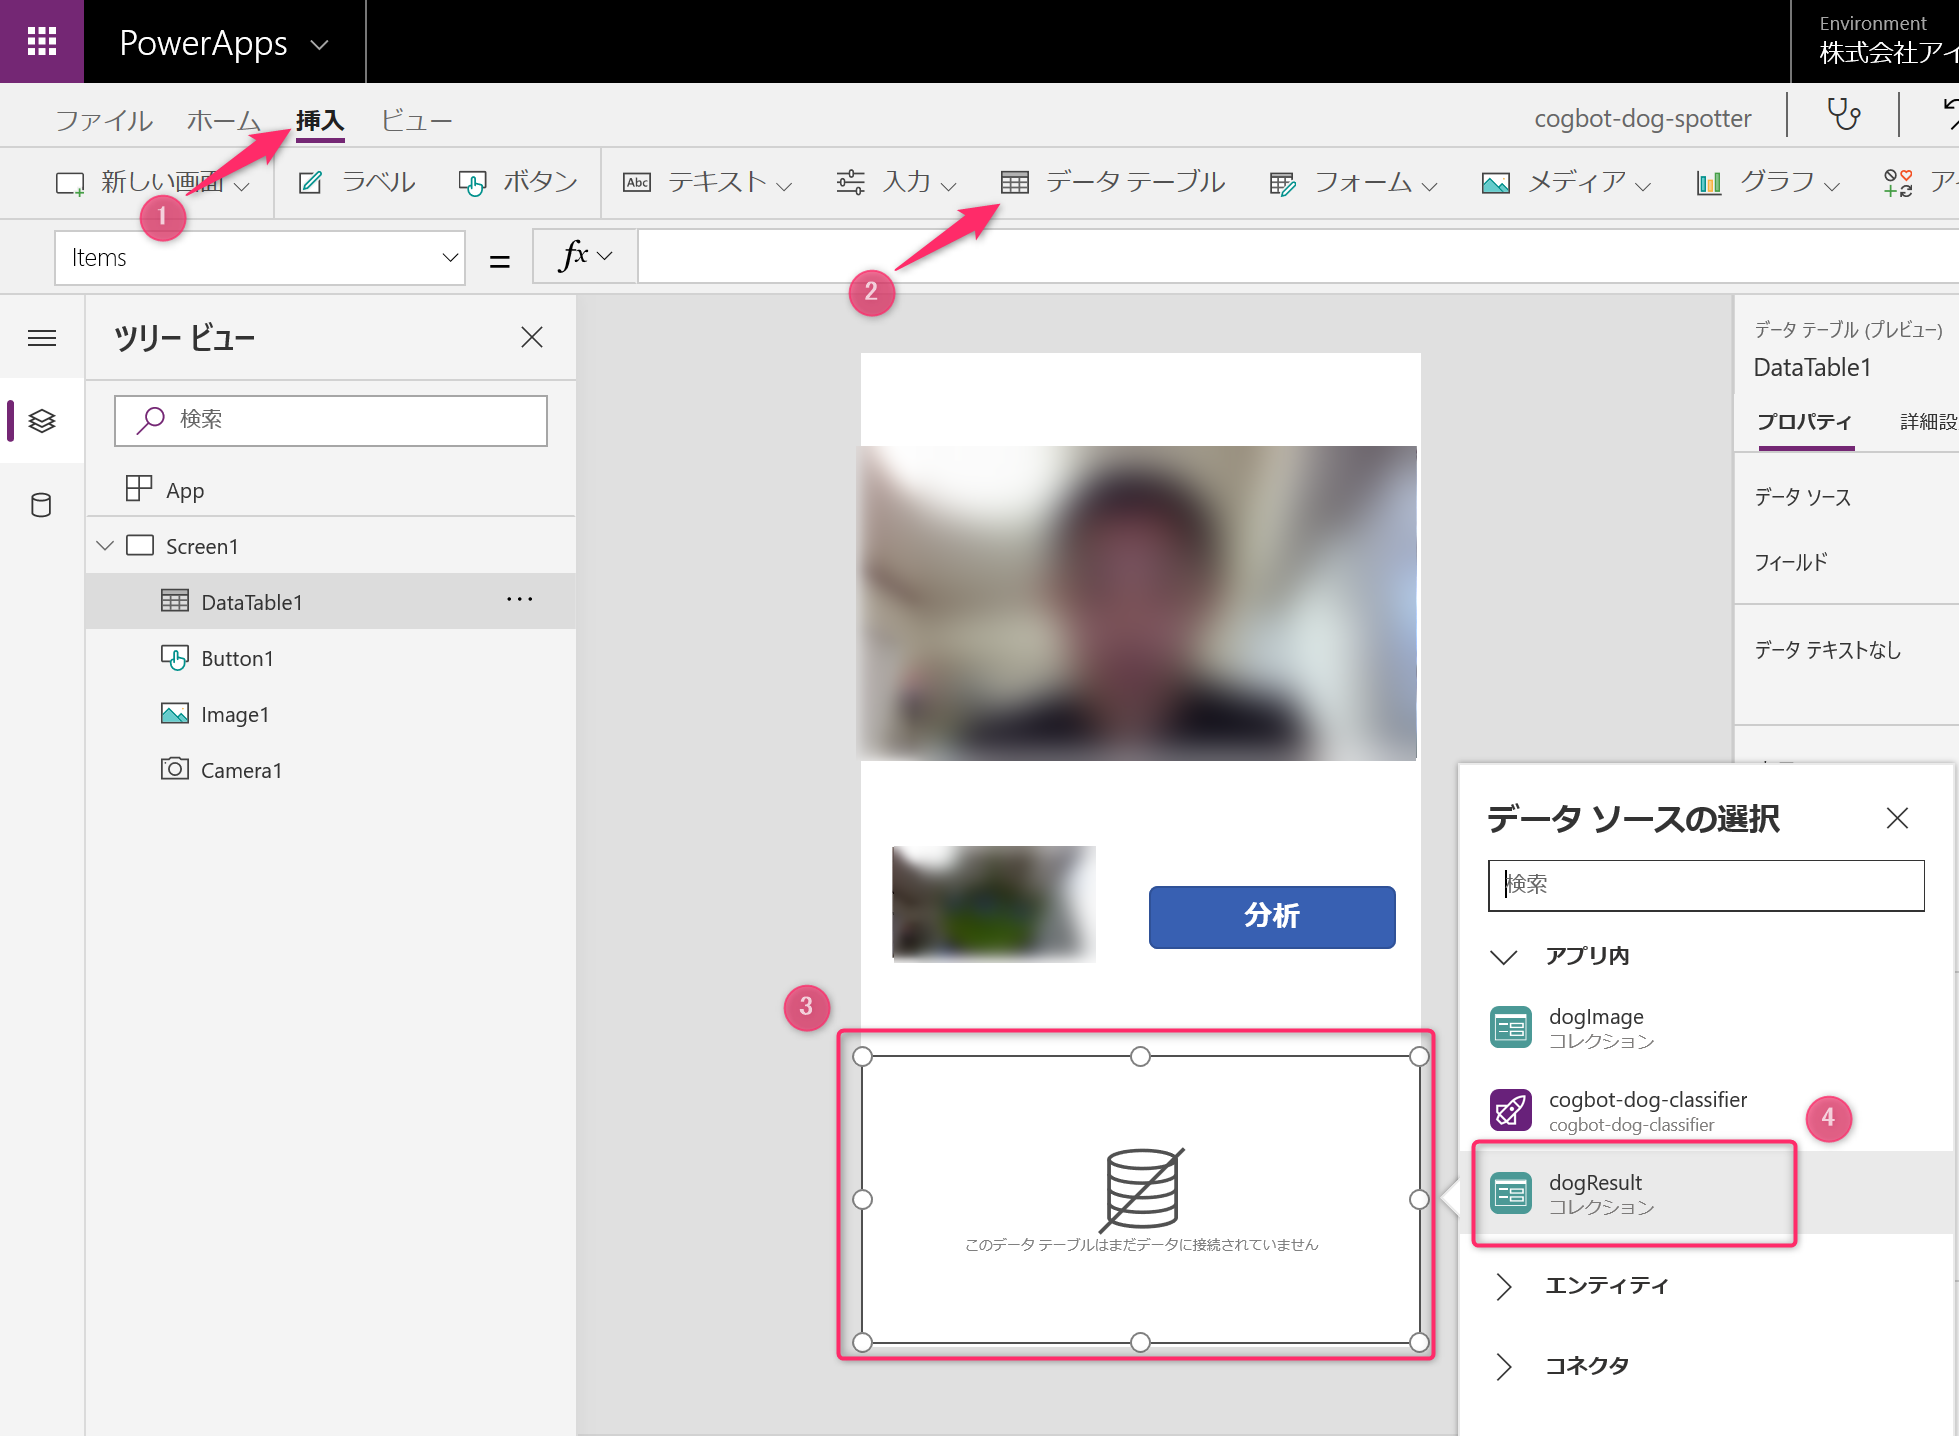 PowerApps
Environment
株式会社アイ
ファイル ホーム 挿入 ビュー
cogbot-dog-spotter
新しい画面 ラベル ボタン Abc テキスト 入力 データ テーブル フォーム メディア グラフ アイ
1
2
Items = fx
ツリー ビュー
検索
App
Screen1
DataTable1 ...
Button1
Image1
Camera1
分析
3
このデータ テーブルはまだデータに接続されていません
データ テーブル (プレビュー)
DataTable1
プロパティ 詳細設
データ ソース
フィールド
データ テキストなし
データ ソースの選択
検索
アプリ内
dogImage
コレクション
cogbot-dog-classifier
cogbot-dog-classifier
4
dogResult
コレクション
エンティティ
コネクタ